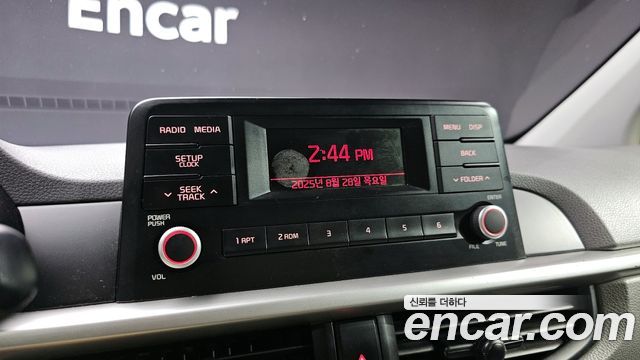 Encar
RADIO MEDIA
SETUP
CLOCK
SEEK
TRACK
POWER
PUSH
VOL
2:44 PM
2025년 8월 28일 목요일
1 RPT 2 RDM 3 4 5 6
MENU DISP
BACK
FOLDER
ENTER
FILE TUNE
신뢰를 더하다
encar.com